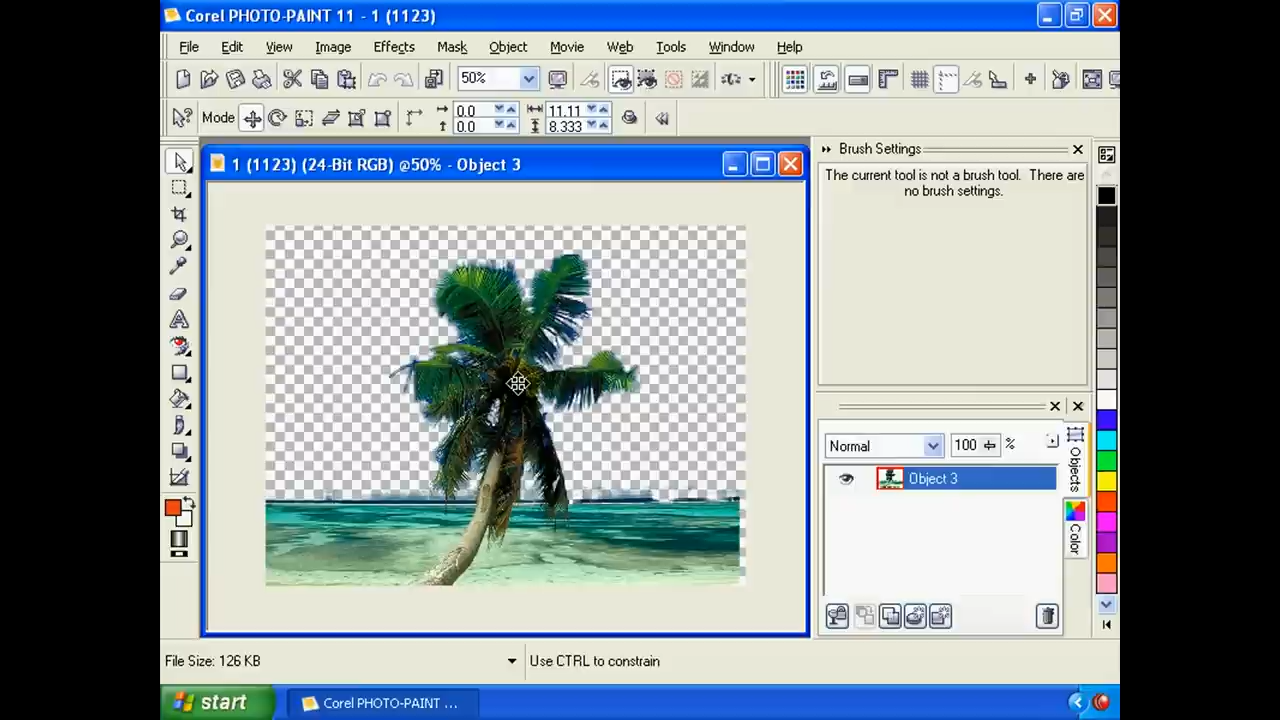 Corel PHOTO-PAINT 11 - 1 (1123)
File Edit View Image Effects Mask Object Movie Web Tools Window Help
50%
Mode 0.0 11.11
0.0 8.333
1 (1123) (24-Bit RGB) @50% - Object 3
Brush Settings
The current tool is not a brush tool. There are
no brush settings.
Normal 100 %
Object 3
Objects
Color
File Size: 126 KB Use CTRL to constrain
start Corel PHOTO-PAINT ...